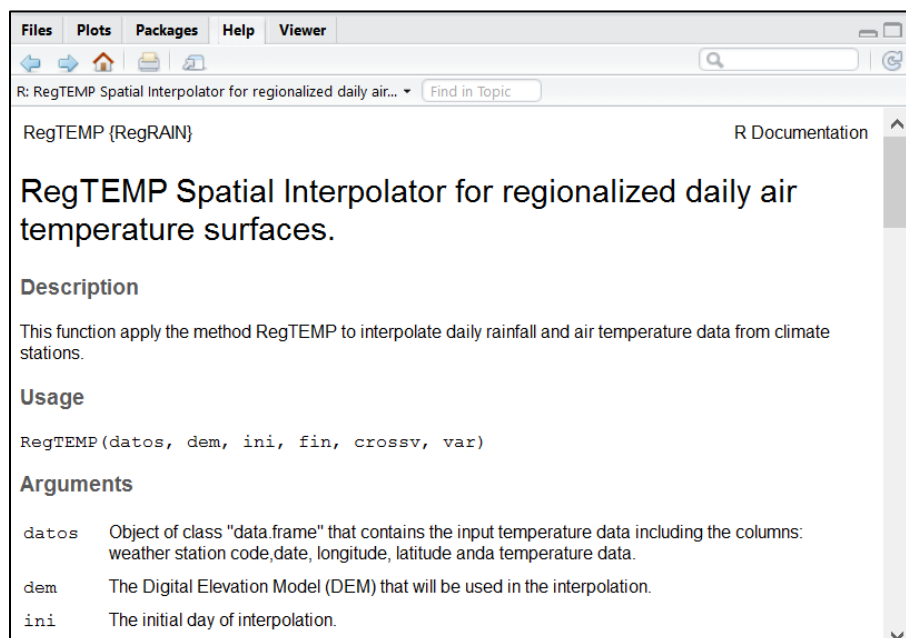 Files Plots Packages Help Viewer
R: RegTEMP Spatial Interpolator for regionalized daily air... Find in Topic
RegTEMP {RegRAIN} R Documentation
RegTEMP Spatial Interpolator for regionalized daily air
temperature surfaces.
Description
This function apply the method RegTEMP to interpolate daily rainfall and air temperature data from climate
stations.
Usage
RegTEMP(datos, dem, ini, fin, crossv, var)
Arguments
datos Object of class "data.frame" that contains the input temperature data including the columns:
weather station code,date, longitude, latitude anda temperature data.
dem The Digital Elevation Model (DEM) that will be used in the interpolation.
ini The initial day of interpolation.